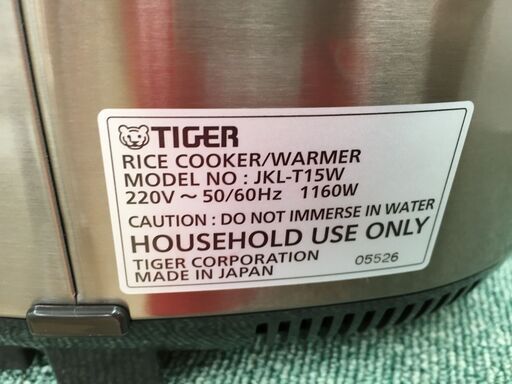 TIGER
RICE COOKER/WARMER
MODEL NO : JKL-T15W
220V ~ 50/60Hz 1160W
CAUTION : DO NOT IMMERSE IN WATER
HOUSEHOLD USE ONLY
TIGER CORPORATION 05526
MADE IN JAPAN